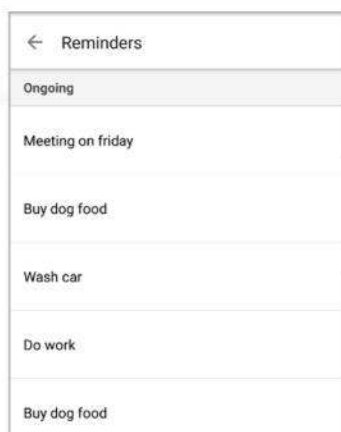 Reminders
Ongoing
Meeting on friday
Buy dog food
Wash car
Do work
Buy dog food